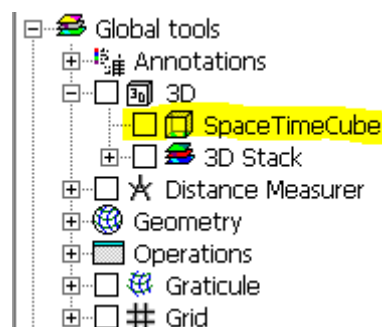 Global tools
Annotations
3D
SpaceTimeCube
3D Stack
Distance Measurer
Geometry
Operations
Graticule
Grid